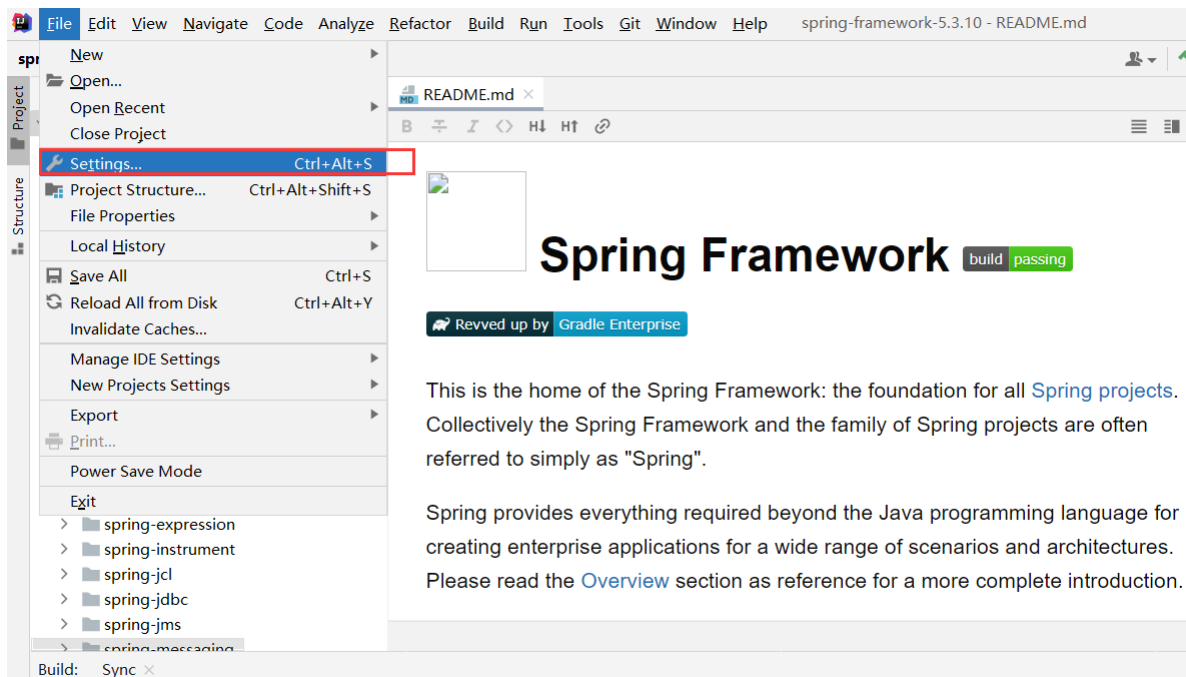 File Edit View Navigate Code Analyze Refactor Build Run Tools Git Window Help spring-framework-5.3.10 - README.md
New
Open...
Open Recent
Close Project
Settings... Ctrl+Alt+S
Project Structure... Ctrl+Alt+Shift+S
File Properties
Local History
Save All Ctrl+S
Reload All from Disk Ctrl+Alt+Y
Invalidate Caches...
Manage IDE Settings
New Projects Settings
Export
Print...
Power Save Mode
Exit
spr
Project
Structure
spring-expression
spring-instrument
spring-jcl
spring-jdbc
spring-jms
spring-messaging
MD README.md
B I <> H↓ H↑
Spring Framework build passing
Revved up by Gradle Enterprise
This is the home of the Spring Framework: the foundation for all Spring projects.
Collectively the Spring Framework and the family of Spring projects are often
referred to simply as "Spring".
Spring provides everything required beyond the Java programming language for
creating enterprise applications for a wide range of scenarios and architectures.
Please read the Overview section as reference for a more complete introduction.
Build: Sync